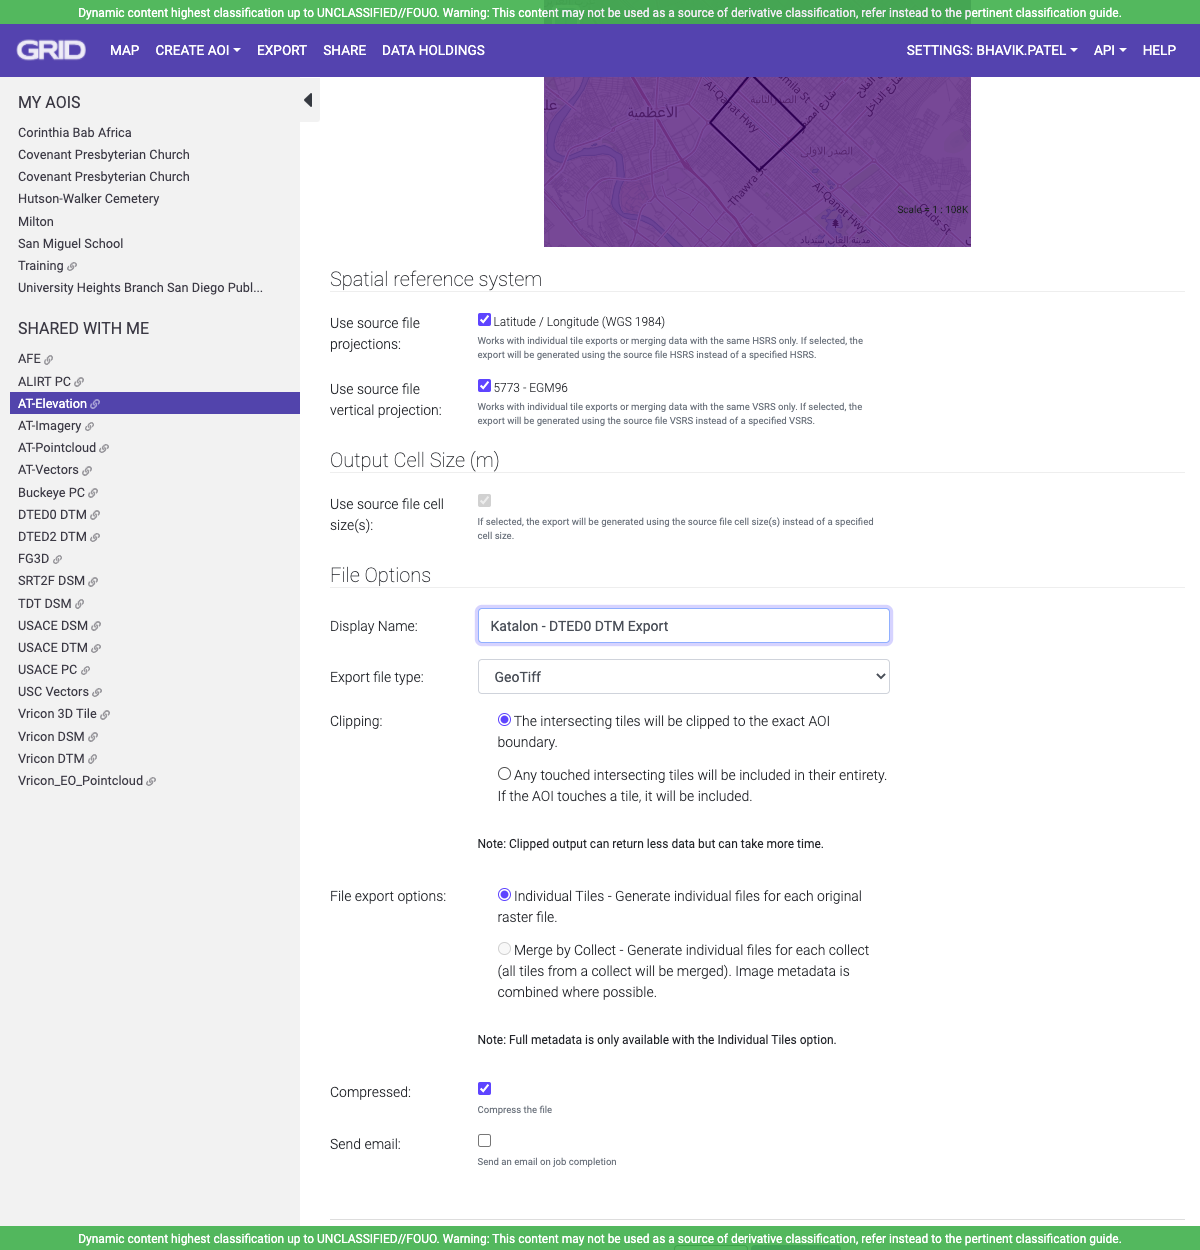 Dynamic content highest classification up to UNCLASSIFIED//FOUO. Warning: This content may not be used as a source of derivative classification, refer instead to the pertinent classification guide.
GRID MAP CREATE AOI EXPORT SHARE DATA HOLDINGS SETTINGS: BHAVIK.PATEL API HELP
MY AOIS
Corinthia Bab Africa
Covenant Presbyterian Church
Covenant Presbyterian Church
Hutson-Walker Cemetery
Milton
San Miguel School
Training
University Heights Branch San Diego Publ...
SHARED WITH ME
AFE
ALIRT PC
AT-Elevation
AT-Imagery
AT-Pointcloud
AT-Vectors
Buckeye PC
DTED0 DTM
DTED2 DTM
FG3D
SRT2F DSM
TDT DSM
USACE DSM
USACE DTM
USACE PC
USC Vectors
Vricon 3D Tile
Vricon DSM
Vricon DTM
Vricon_EO_Pointcloud
الأعظمية
Al-Qanat Hwy
الصدر الثانية
الصدر الأولى
Thawra St
Al-Qanat Hwy
Scale = 1 : 108K
Spatial reference system
Use source file
projections:
Latitude / Longitude (WGS 1984)
Works with individual tile exports or merging data with the same HSRS only. If selected, the
export will be generated using the source file HSRS instead of a specified HSRS.
Use source file
vertical projection:
5773 - EGM96
Works with individual tile exports or merging data with the same VSRS only. If selected, the
export will be generated using the source file VSRS instead of a specified VSRS.
Output Cell Size (m)
Use source file cell
size(s):
If selected, the export will be generated using the source file cell size(s) instead of a specified
cell size.
File Options
Display Name: Katalon - DTED0 DTM Export
Export file type: GeoTiff
Clipping:
The intersecting tiles will be clipped to the exact AOI
boundary.
Any touched intersecting tiles will be included in their entirety.
If the AOI touches a tile, it will be included.
Note: Clipped output can return less data but can take more time.
File export options:
Individual Tiles - Generate individual files for each original
raster file.
Merge by Collect - Generate individual files for each collect
(all tiles from a collect will be merged). Image metadata is
combined where possible.
Note: Full metadata is only available with the Individual Tiles option.
Compressed:
Compress the file
Send email:
Send an email on job completion
Dynamic content highest classification up to UNCLASSIFIED//FOUO. Warning: This content may not be used as a source of derivative classification, refer instead to the pertinent classification guide.